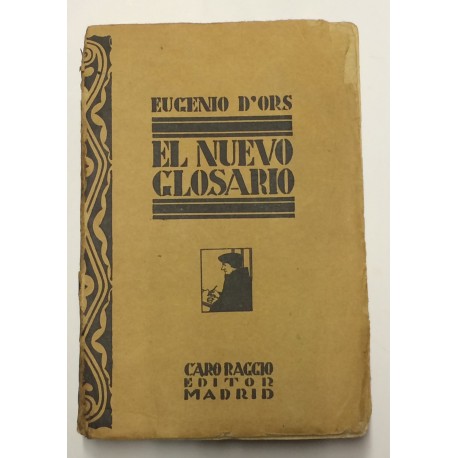 EUGENIO D'ORS
EL NUEVO
GLOSARIO
CARO RAGGIO
EDITOR
MADRID